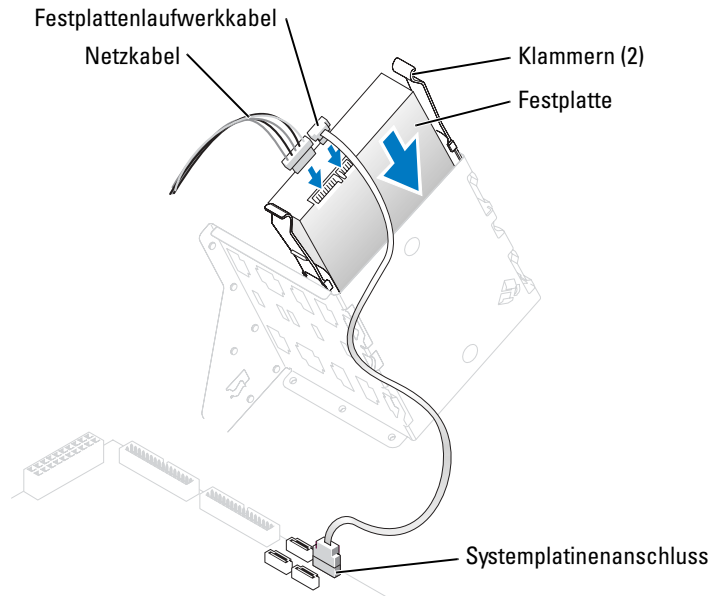 Festplattenlaufwerkkabel
Netzkabel
Klammern (2)
Festplatte
Systemplatinenanschluss